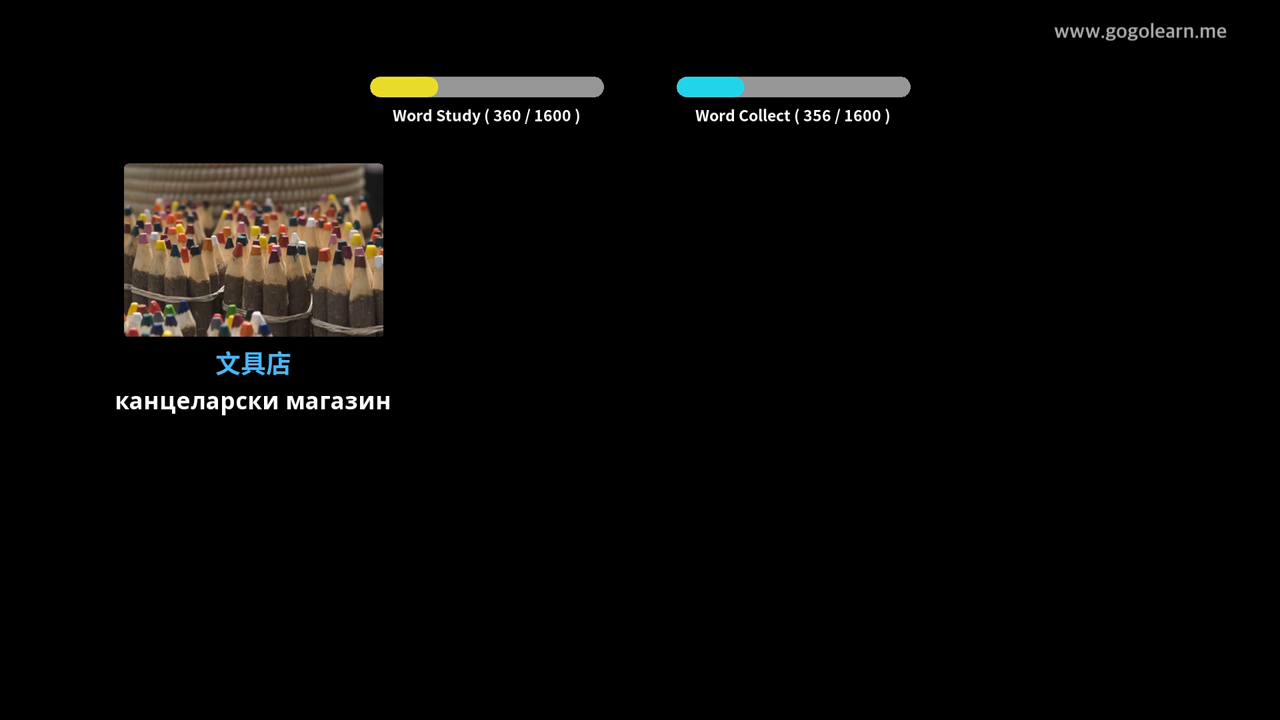 www.gogolearn.me
Word Study ( 360 / 1600 )
Word Collect ( 356 / 1600 )
文具店
канцеларски магазин